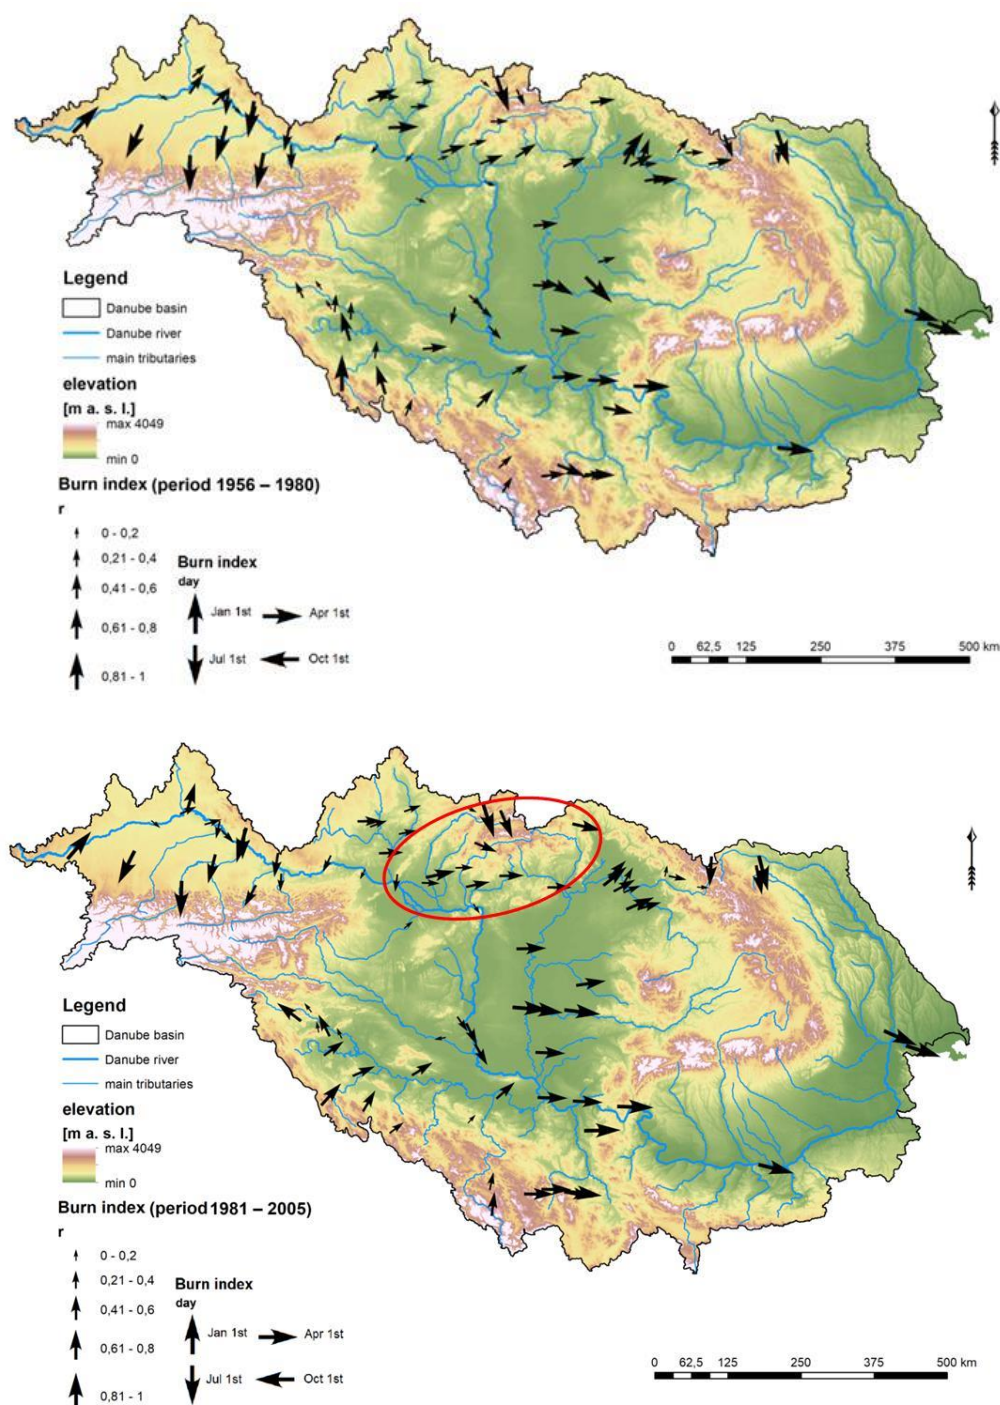 Legend
Danube basin
Danube river
main tributaries
elevation
[m a. s. l.]
max 4049
min 0
Burn index (period 1956 – 1980)
r
0 - 0,2
0,21 - 0,4
0,41 - 0,6
0,61 - 0,8
0,81 - 1
Burn index
day
Jan 1st Apr 1st
Jul 1st Oct 1st
0 62,5 125 250 375 500 km
Legend
Danube basin
Danube river
main tributaries
elevation
[m a. s. l.]
max 4049
min 0
Burn index (period 1981 – 2005)
r
0 - 0,2
0,21 - 0,4
0,41 - 0,6
0,61 - 0,8
0,81 - 1
Burn index
day
Jan 1st Apr 1st
Jul 1st Oct 1st
0 62,5 125 250 375 500 km